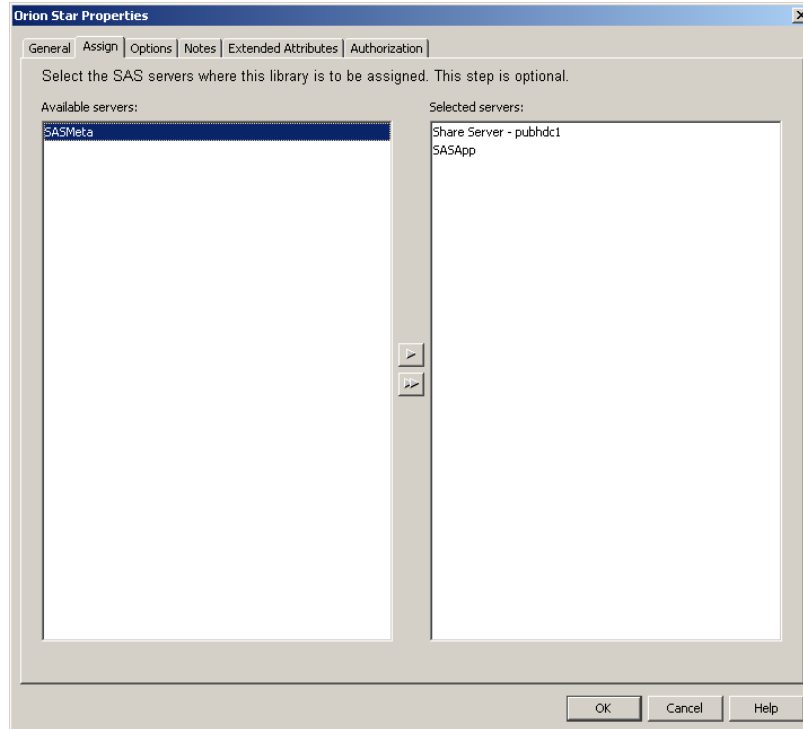 Orion Star Properties
General Assign Options Notes Extended Attributes Authorization
Select the SAS servers where this library is to be assigned. This step is optional.
Available servers: Selected servers:
SASMeta Share Server - pubhdc1
SASApp
OK Cancel Help